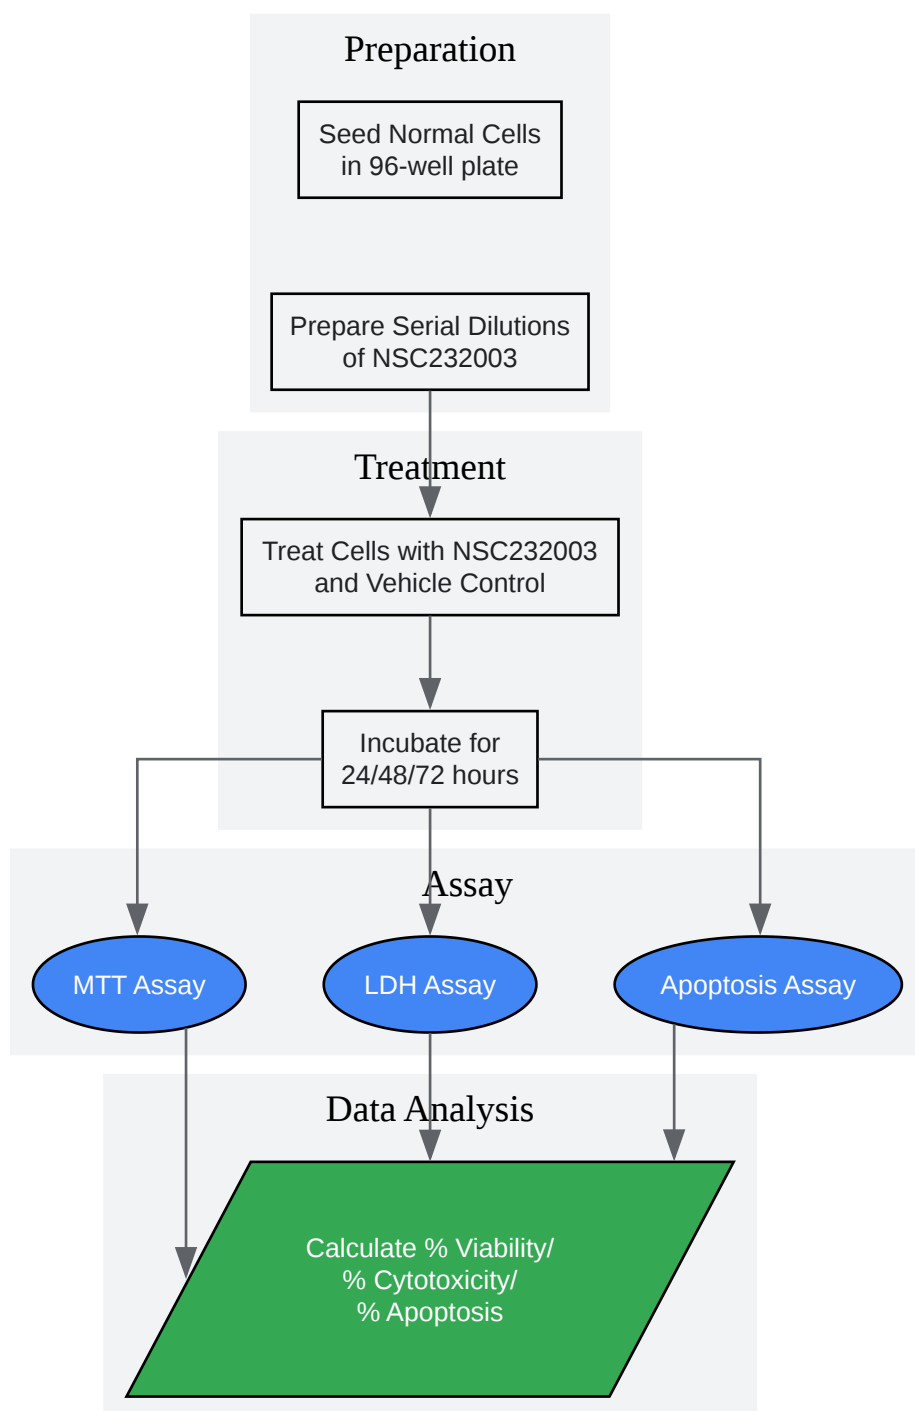 Preparation
Seed Normal Cells
in 96-well plate
Prepare Serial Dilutions
of NSC232003
Treatment
Treat Cells with NSC232003
and Vehicle Control
Incubate for
24/48/72 hours
Assay
MTT Assay
LDH Assay
Apoptosis Assay
Data Analysis
Calculate % Viability/
% Cytotoxicity/
% Apoptosis